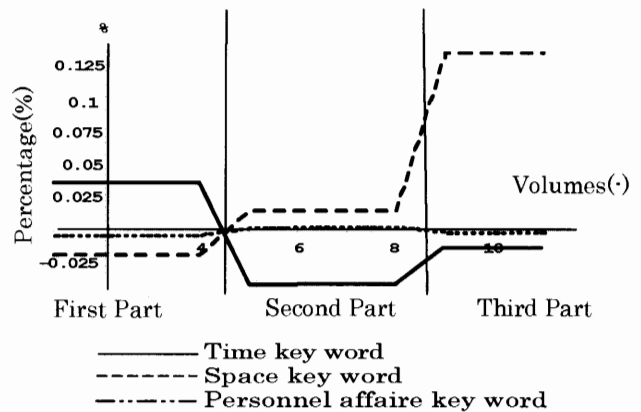 %
0.125
0.1
0.075
0.05
0.025
-0.025
Percentage(%)
4
6
8
10
Volumes(-)
First Part
Second Part
Third Part
Time key word
Space key word
Personnel affaire key word